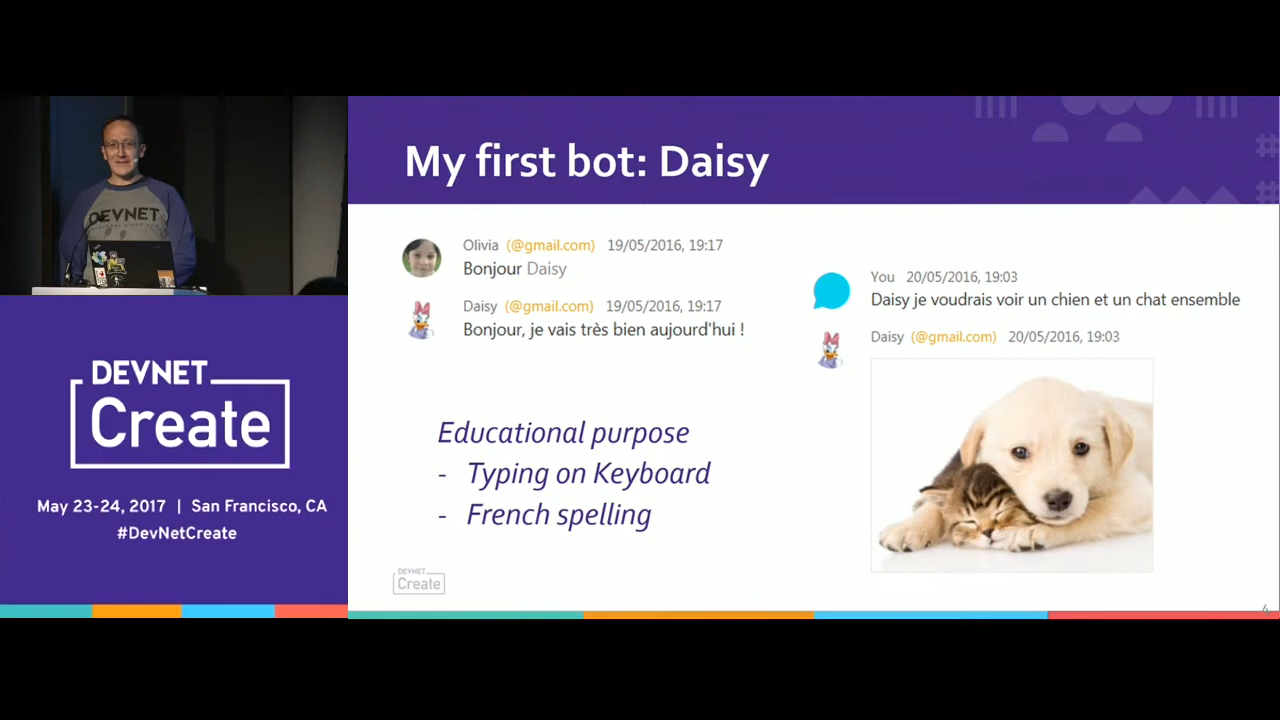 My first bot: Daisy
Olivia (@gmail.com) 19/05/2016, 19:17
Bonjour Daisy
Daisy (@gmail.com) 19/05/2016, 19:17
Bonjour, je vais très bien aujourd'hui !
You 20/05/2016, 19:03
Daisy je voudrais voir un chien et un chat ensemble
Daisy (@gmail.com) 20/05/2016, 19:03
Educational purpose
- Typing on Keyboard
- French spelling
DEVNET
Create
4
DEVNET
DEVNET
Create
May 23-24, 2017 | San Francisco, CA
#DevNetCreate